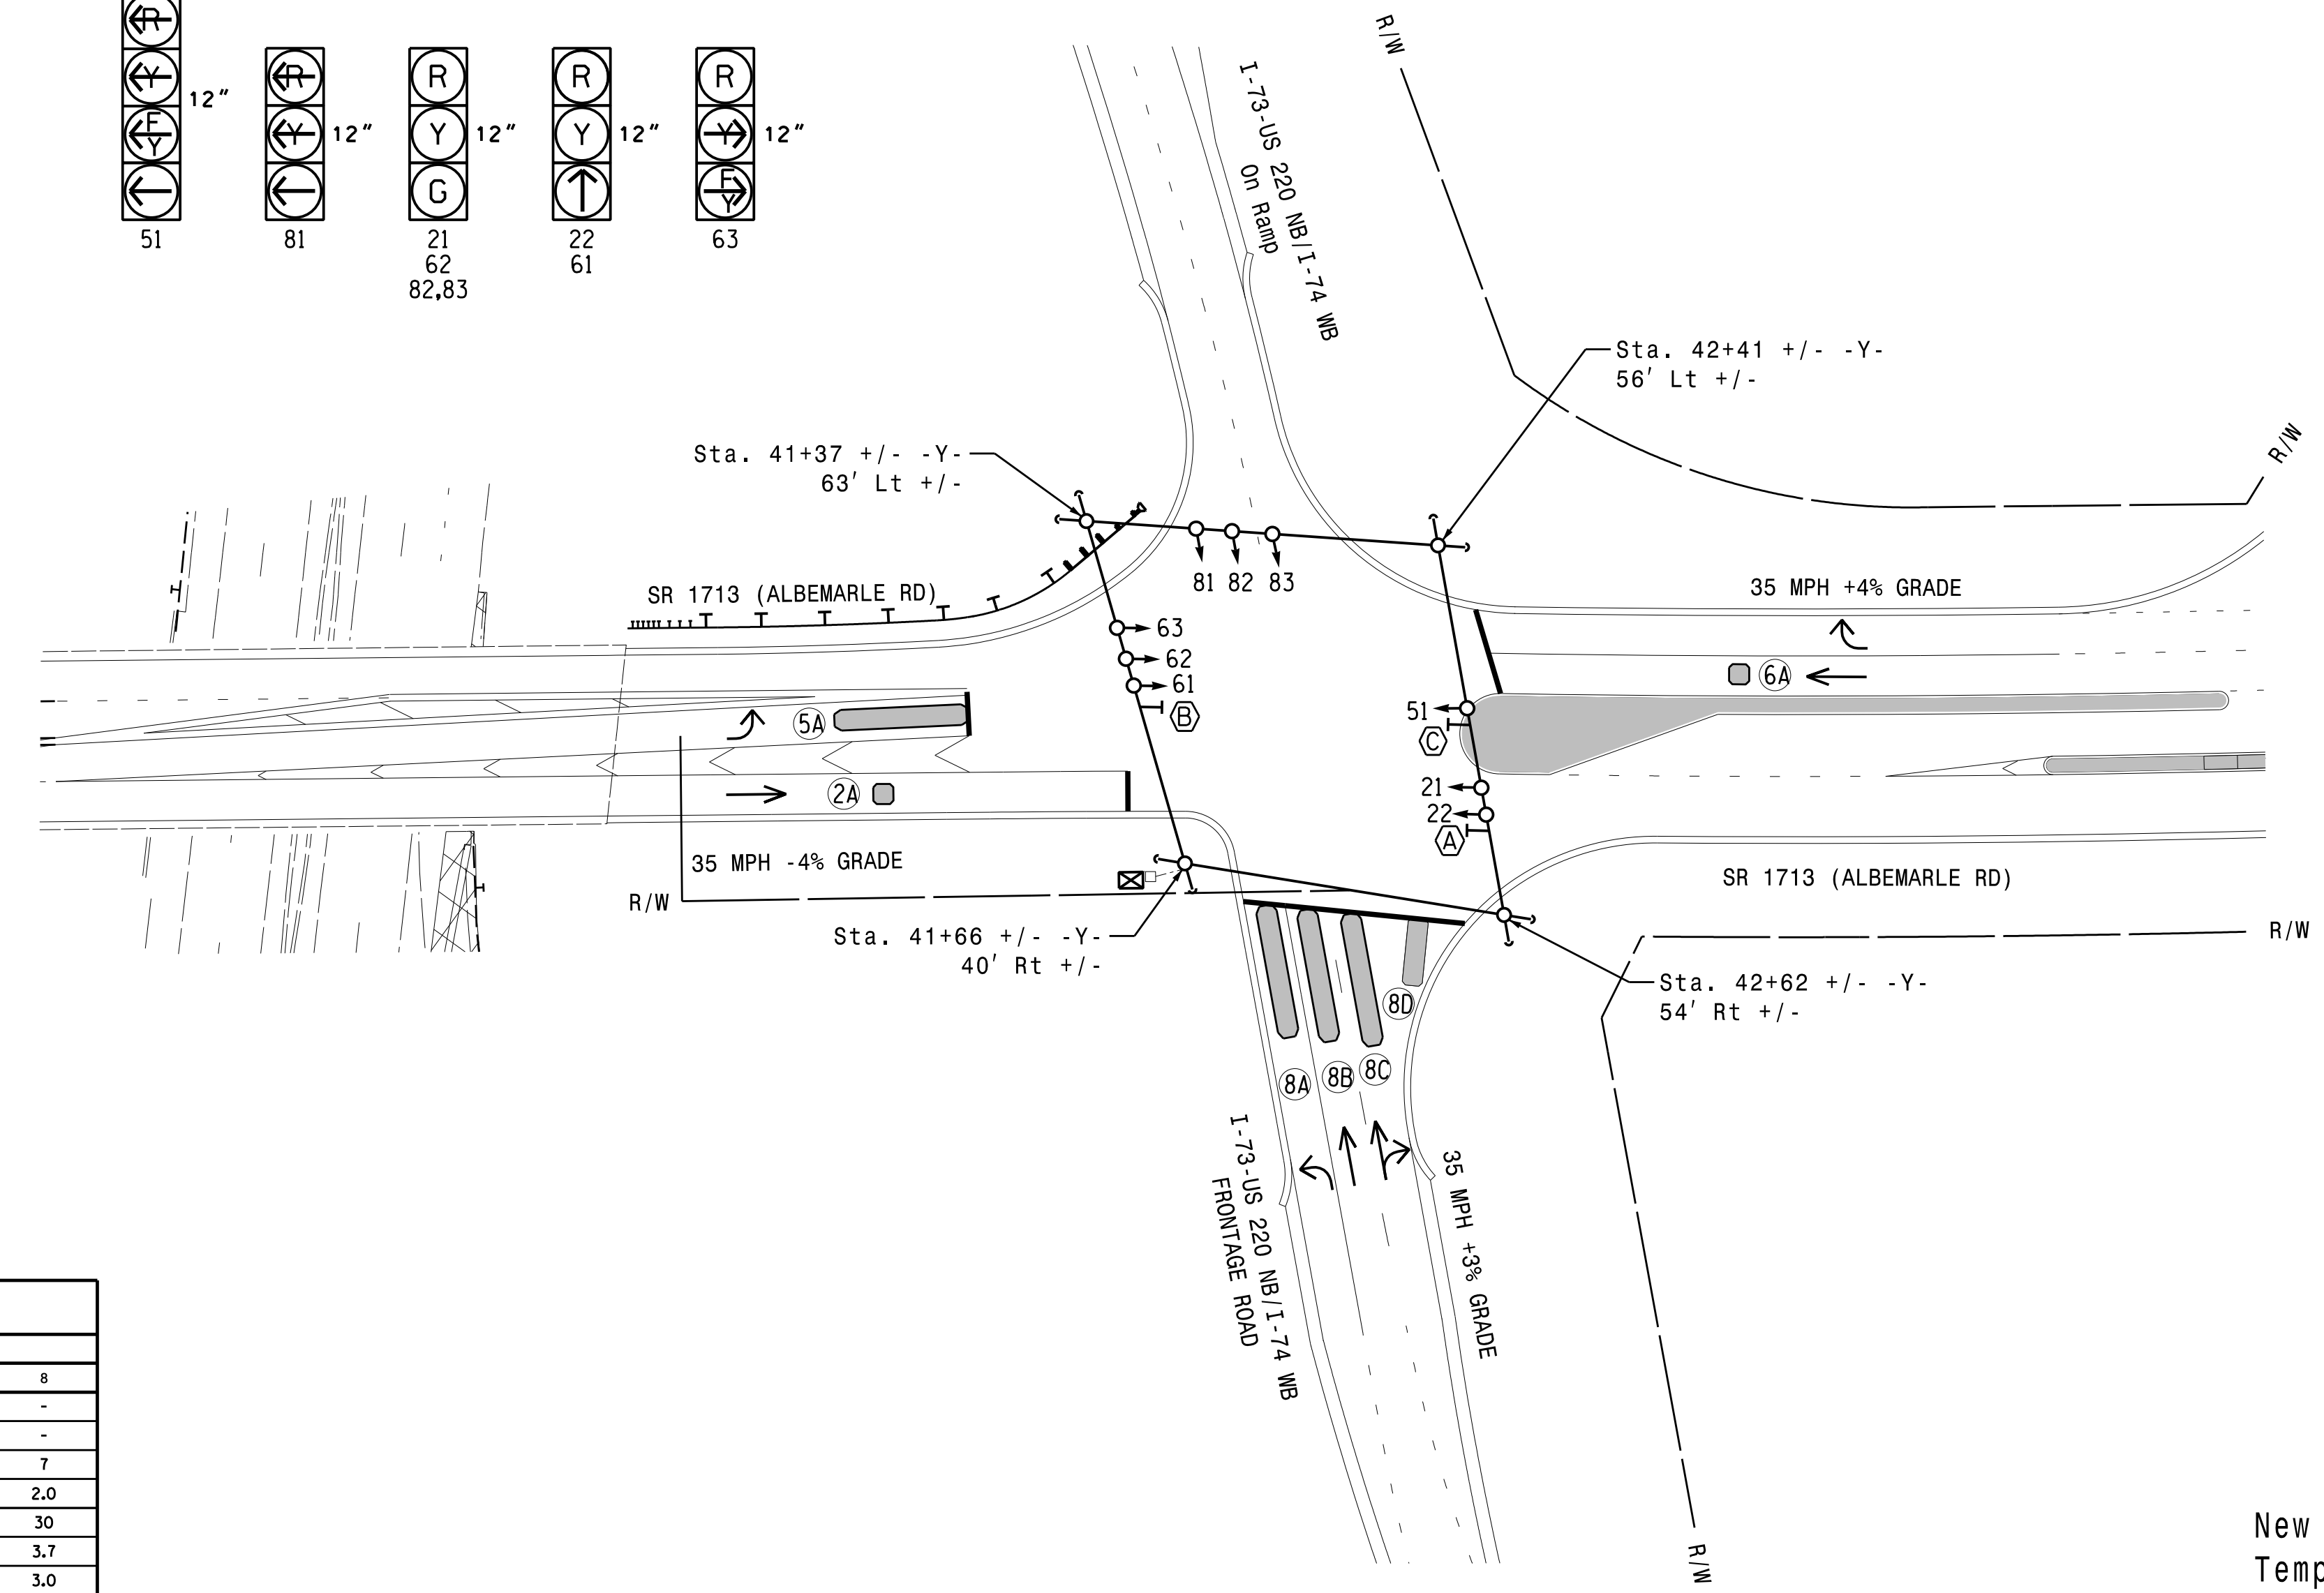 R
Y
F
Y
12"
51
R
Y
12"
81
R
Y
G
12"
21
62
82,83
R
Y
12"
22
61
R
Y
F
Y
12"
63
R/W
I-73-US 220 NB/I-74 WB
On Ramp
Sta. 42+41 +/- -Y-
56' Lt +/-
R/W
Sta. 41+37 +/- -Y-
63' Lt +/-
81 82 83
SR 1713 (ALBEMARLE RD)
35 MPH +4% GRADE
63
62
61
B
6A
5A
51
C
2A
21
22
A
35 MPH -4% GRADE
R/W
SR 1713 (ALBEMARLE RD)
R/W
Sta. 41+66 +/- -Y-
40' Rt +/-
Sta. 42+62 +/- -Y-
54' Rt +/-
8D
8A
8B
8C
I-73-US 220 NB/I-74 WB
FRONTAGE ROAD
35 MPH +3% GRADE
R/W
8
-
-
7
2.0
30
3.7
3.0
New
Temp